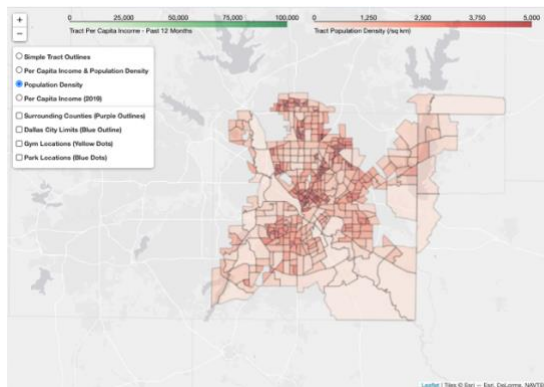 +
−
0 25,000 50,000 75,000 100,000
Tract Per Capita Income - Past 12 Months
0 1,250 2,500 3,750 5,000
Tract Population Density (/sq km)
Simple Tract Outlines
Per Capita Income & Population Density
Population Density
Per Capita Income (2019)
Surrounding Counties (Purple Outlines)
Dallas City Limits (Blue Outline)
Gym Locations (Yellow Dots)
Park Locations (Blue Dots)
Leaflet | Tiles © Esri — Esri, DeLorme, NAVTEQ